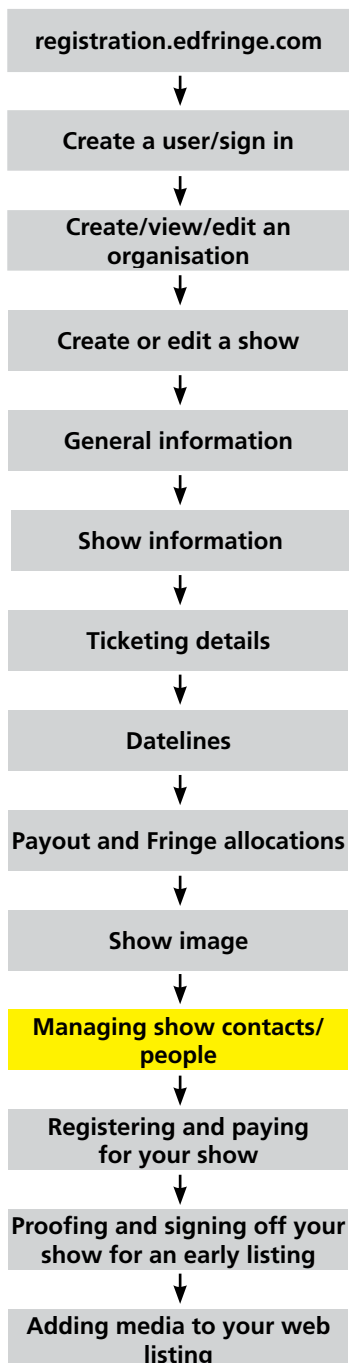 registration.edfringe.com
Create a user/sign in
Create/view/edit an
organisation
Create or edit a show
General information
Show information
Ticketing details
Datelines
Payout and Fringe allocations
Show image
Managing show contacts/
people
Registering and paying
for your show
Proofing and signing off your
show for an early listing
Adding media to your web
listing